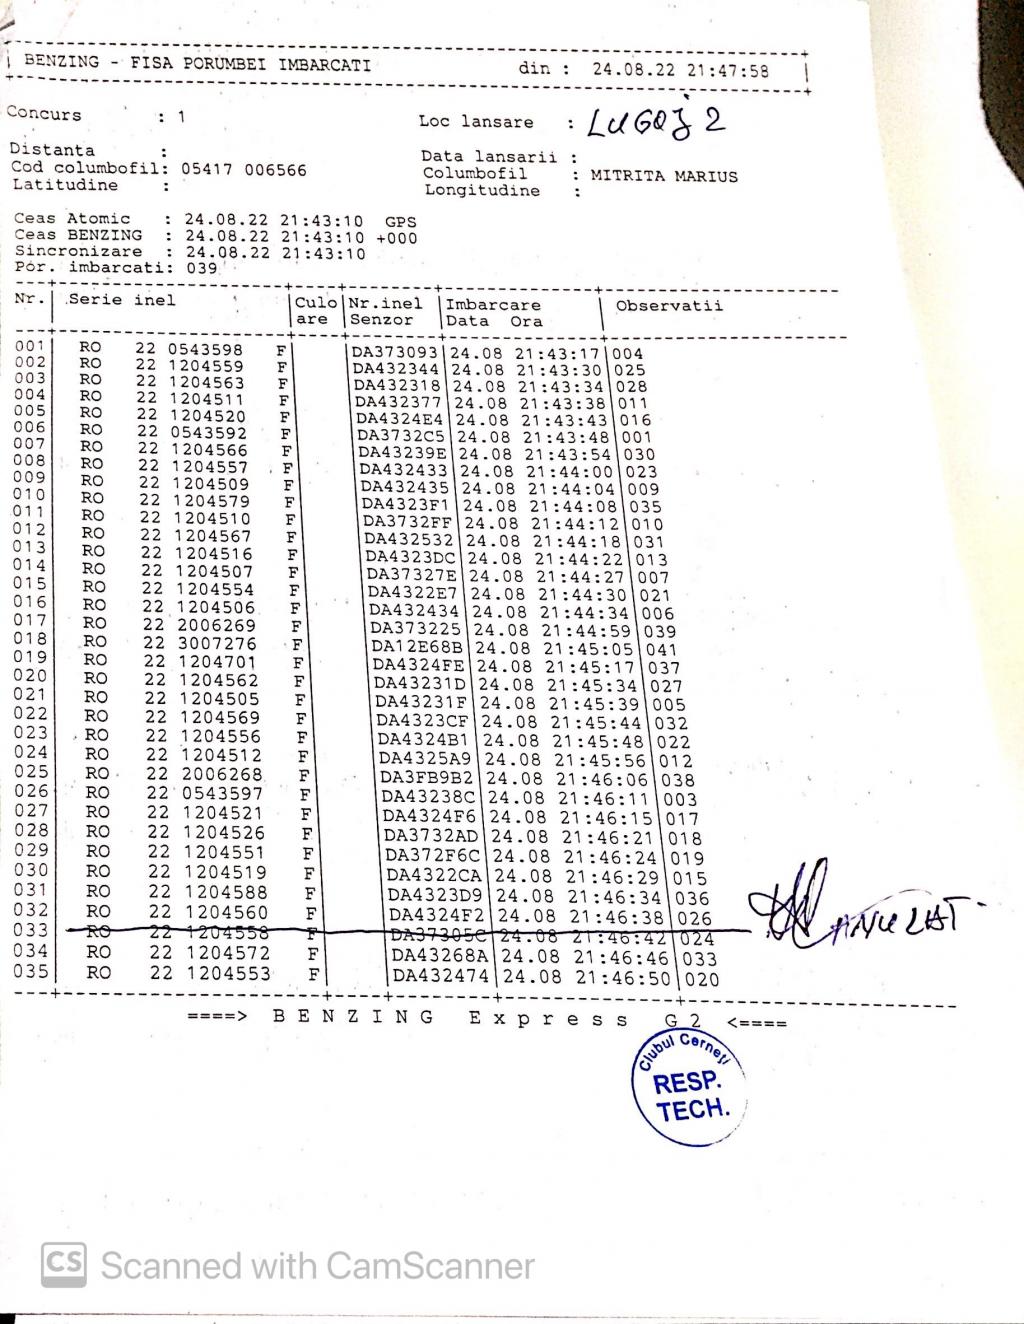 BENZING - FISA PORUMBEI IMBARCATI din : 24.08.22 21:47:58
Concurs : 1 Loc lansare : LUGOJ 2
Distanta : Data lansarii :
Cod columbofil: 05417 006566 Columbofil : MITRITA MARIUS
Latitudine : Longitudine :
Ceas Atomic : 24.08.22 21:43:10 GPS
Ceas BENZING : 24.08.22 21:43:10 +000
Sincronizare : 24.08.22 21:43:10
Por. imbarcati: 039
Nr. Serie inel Culo Nr.inel Imbarcare Observatii
are Senzor Data Ora
001 RO 22 0543598 F DA373093 24.08 21:43:17 004
002 RO 22 1204559 F DA432344 24.08 21:43:30 025
003 RO 22 1204563 F DA432318 24.08 21:43:34 028
004 RO 22 1204511 F DA432377 24.08 21:43:38 011
005 RO 22 1204520 F DA4324E4 24.08 21:43:43 016
006 RO 22 0543592 F DA3732C5 24.08 21:43:48 001
007 RO 22 1204566 F DA43239E 24.08 21:43:54 030
008 RO 22 1204557 F DA432433 24.08 21:44:00 023
009 RO 22 1204509 F DA432435 24.08 21:44:04 009
010 RO 22 1204579 F DA4323F1 24.08 21:44:08 035
011 RO 22 1204510 F DA3732FF 24.08 21:44:12 010
012 RO 22 1204567 F DA432532 24.08 21:44:18 031
013 RO 22 1204516 F DA4323DC 24.08 21:44:22 013
014 RO 22 1204507 F DA37327E 24.08 21:44:27 007
015 RO 22 1204554 F DA4322E7 24.08 21:44:30 021
016 RO 22 1204506 F DA432434 24.08 21:44:34 006
017 RO 22 2006269 F DA373225 24.08 21:44:59 039
018 RO 22 3007276 F DA12E68B 24.08 21:45:05 041
019 RO 22 1204701 F DA4324FE 24.08 21:45:17 037
020 RO 22 1204562 F DA43231D 24.08 21:45:34 027
021 RO 22 1204505 F DA43231F 24.08 21:45:39 005
022 RO 22 1204569 F DA4323CF 24.08 21:45:44 032
023 RO 22 1204556 F DA4324B1 24.08 21:45:48 022
024 RO 22 1204512 F DA4325A9 24.08 21:45:56 012
025 RO 22 2006268 F DA3FB9B2 24.08 21:46:06 038
026 RO 22 0543597 F DA43238C 24.08 21:46:11 003
027 RO 22 1204521 F DA4324F6 24.08 21:46:15 017
028 RO 22 1204526 F DA3732AD 24.08 21:46:21 018
029 RO 22 1204551 F DA372F6C 24.08 21:46:24 019
030 RO 22 1204519 F DA4322CA 24.08 21:46:29 015
031 RO 22 1204588 F DA4323D9 24.08 21:46:34 036
032 RO 22 1204560 F DA4324F2 24.08 21:46:38 026
033 RO 22 1204558 F DA37305C 24.08 21:46:42 024 ANULAT
034 RO 22 1204572 F DA43268A 24.08 21:46:46 033
035 RO 22 1204553 F DA432474 24.08 21:46:50 020
====> BENZING Express G2 <====
Clubul Cerneți
RESP.
TECH.
CS Scanned with CamScanner